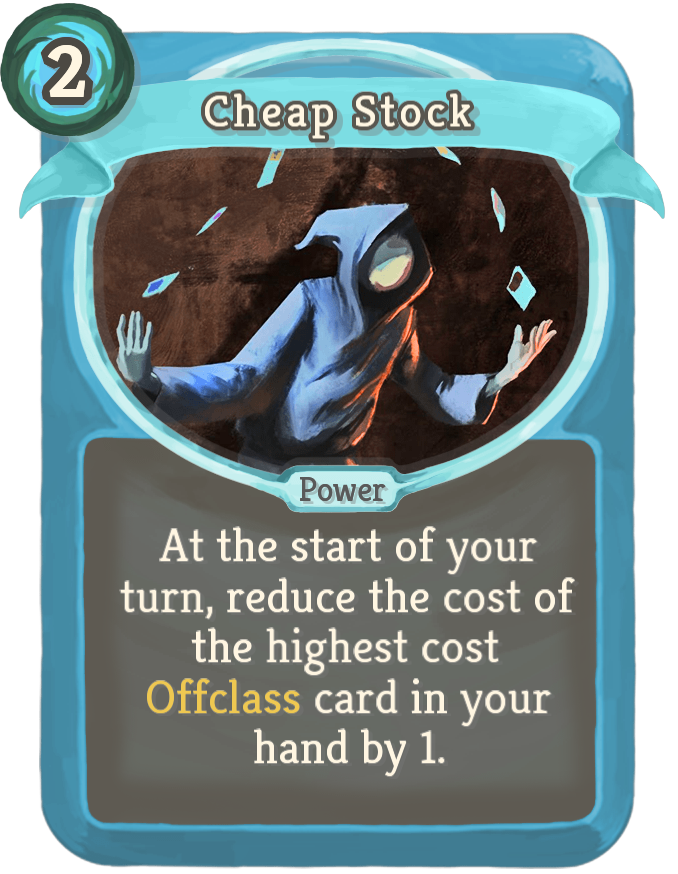 2
Cheap Stock
Power
At the start of your
turn, reduce the cost of
the highest cost
Offclass card in your
hand by 1.